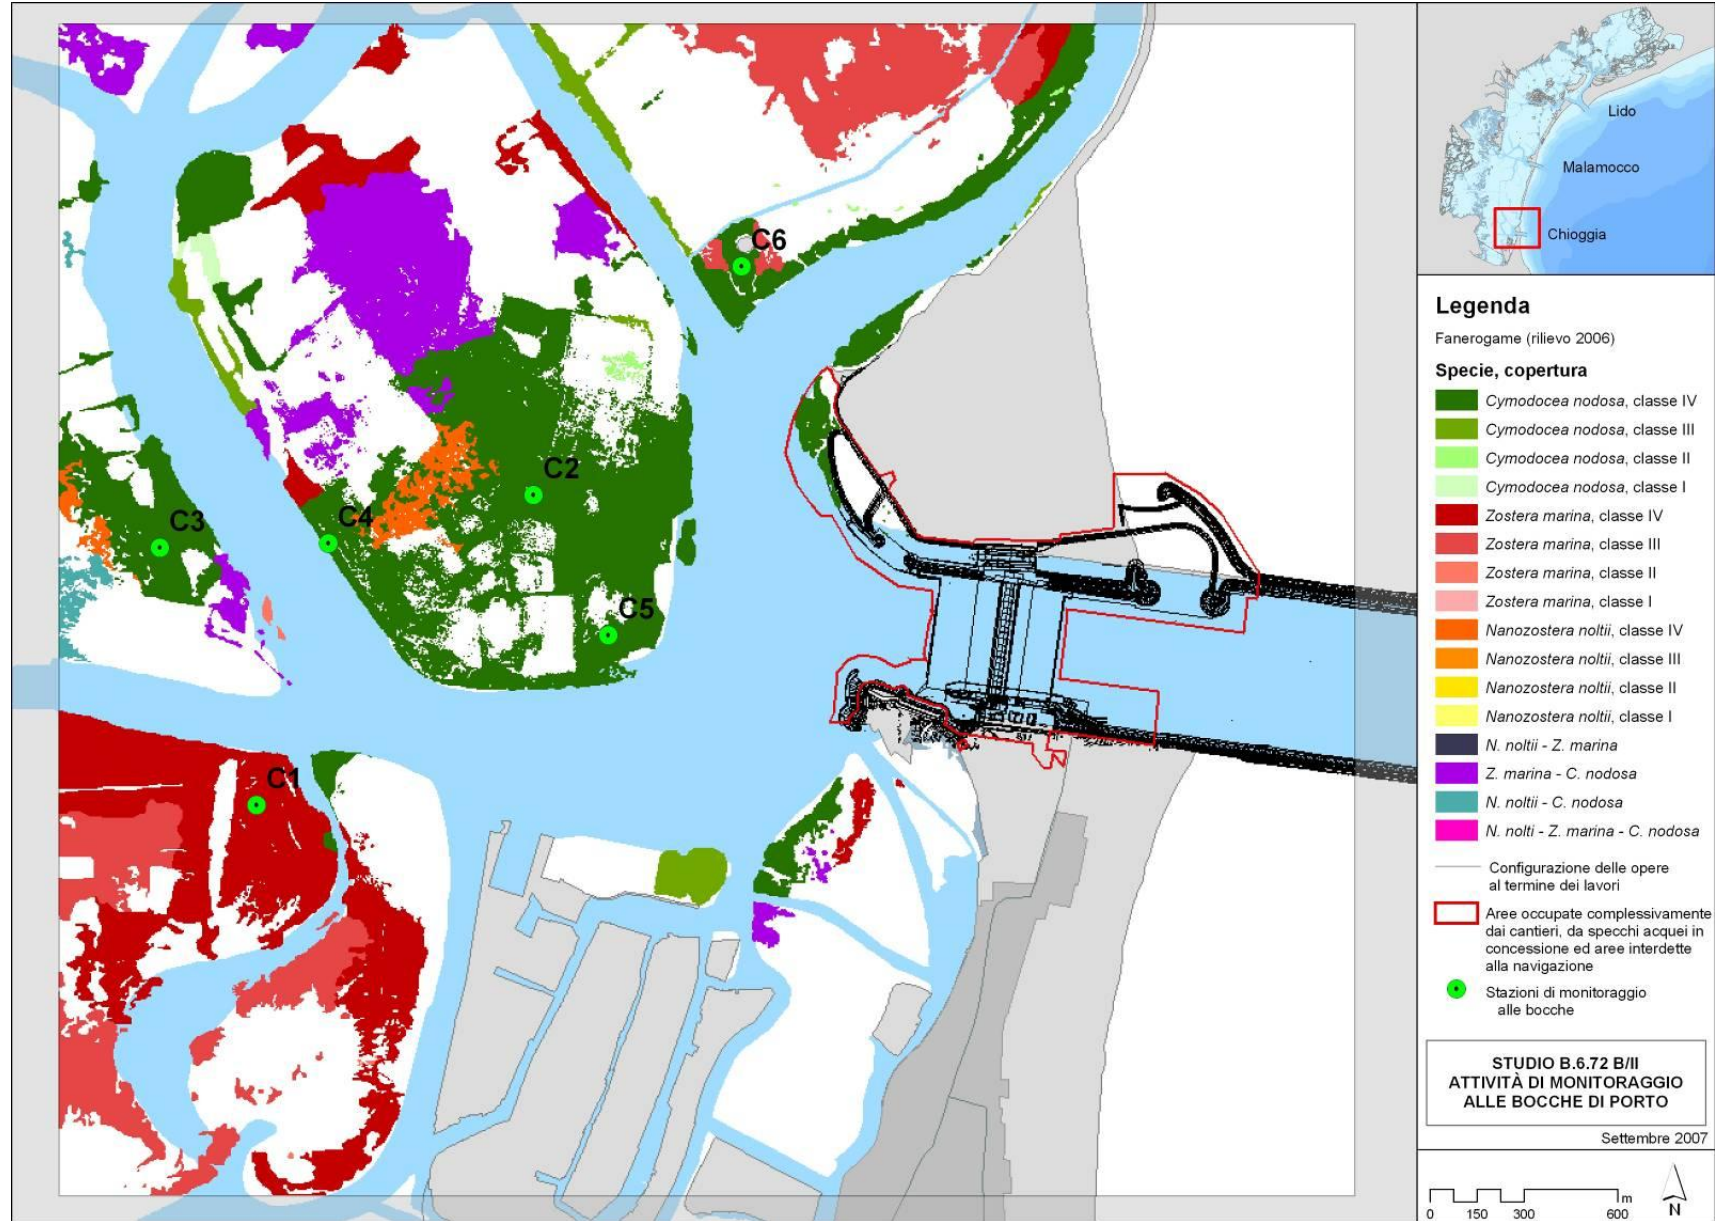 C6
C2
C3
C4
C5
C1
Lido
Malamocco
Chioggia
Legenda
Fanerogame (rilievo 2006)
Specie, copertura
Cymodocea nodosa, classe IV
Cymodocea nodosa, classe III
Cymodocea nodosa, classe II
Cymodocea nodosa, classe I
Zostera marina, classe IV
Zostera marina, classe III
Zostera marina, classe II
Zostera marina, classe I
Nanozostera noltii, classe IV
Nanozostera noltii, classe III
Nanozostera noltii, classe II
Nanozostera noltii, classe I
N. noltii - Z. marina
Z. marina - C. nodosa
N. noltii - C. nodosa
N. nolti - Z. marina - C. nodosa
Configurazione delle opere
al termine dei lavori
Aree occupate complessivamente
dai cantieri, da specchi acquei in
concessione ed aree interdette
alla navigazione
Stazioni di monitoraggio
alle bocche
STUDIO B.6.72 B/II
ATTIVITÀ DI MONITORAGGIO
ALLE BOCCHE DI PORTO
Settembre 2007
m
0 150 300 600
N